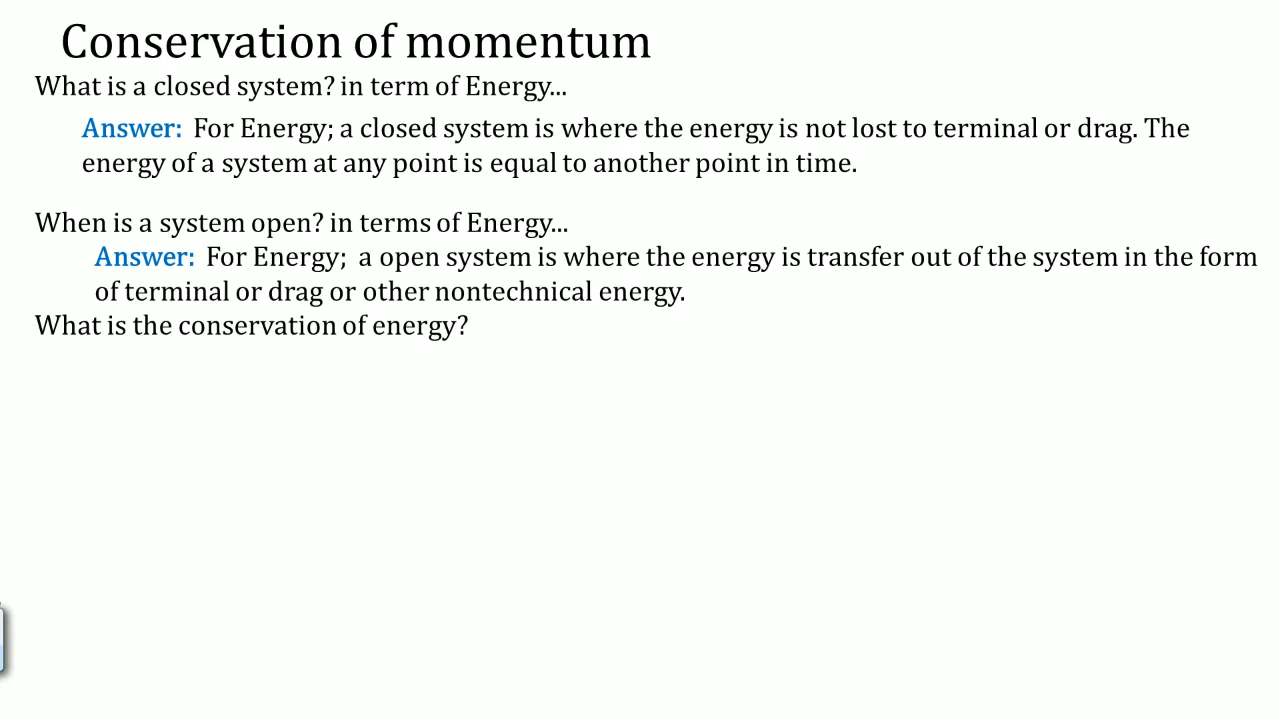 Conservation of momentum
What is a closed system? in term of Energy...
Answer: For Energy; a closed system is where the energy is not lost to terminal or drag. The
energy of a system at any point is equal to another point in time.
When is a system open? in terms of Energy...
Answer: For Energy; a open system is where the energy is transfer out of the system in the form
of terminal or drag or other nontechnical energy.
What is the conservation of energy?